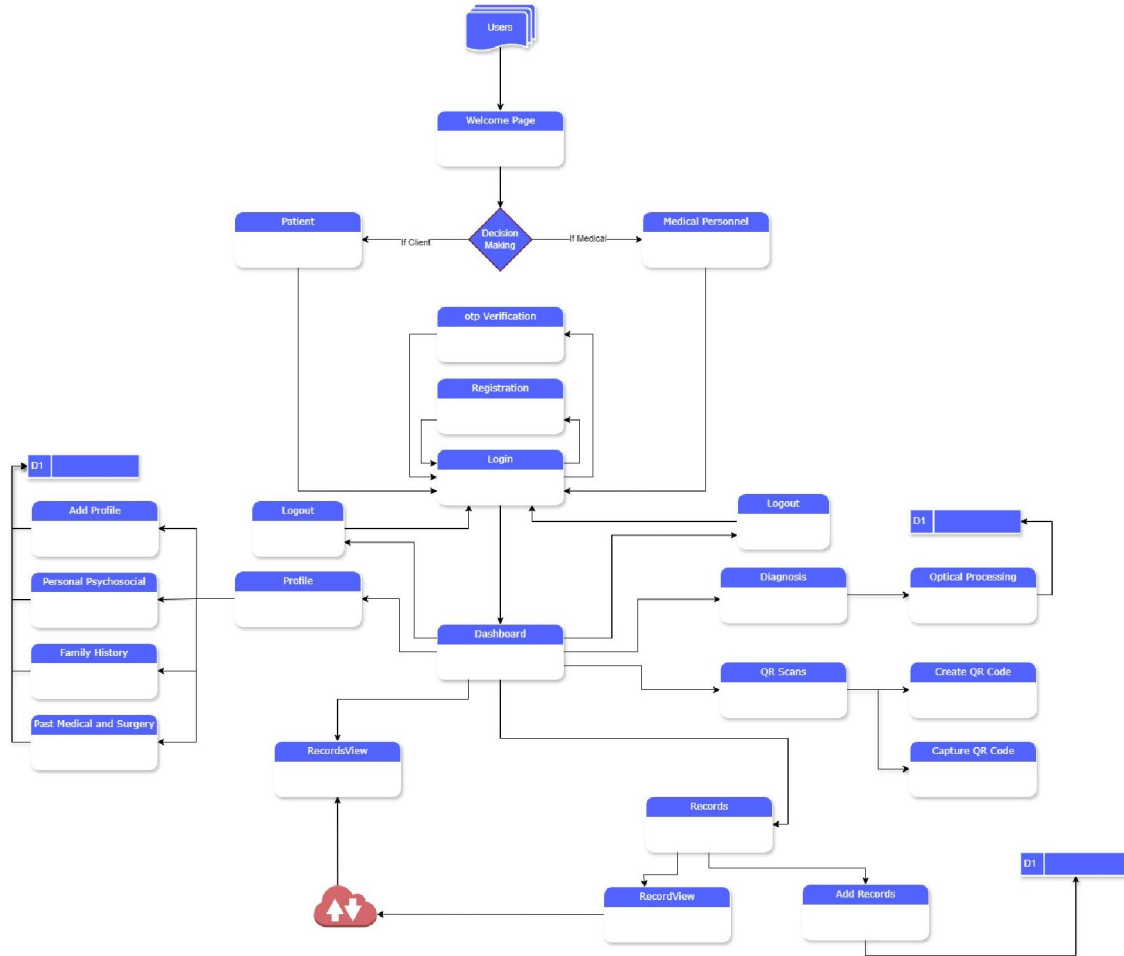 Users
Welcome Page
Patient
If Client
Decision
Making
If Medical
Medical Personnel
otp Verification
Registration
Login
D1
Add Profile
Logout
Logout
D1
Personal Psychosocial
Profile
Diagnosis
Optical Processing
Dashboard
Family History
QR Scans
Create QR Code
Past Medical and Surgery
RecordsView
Capture QR Code
Records
D1
RecordView
Add Records